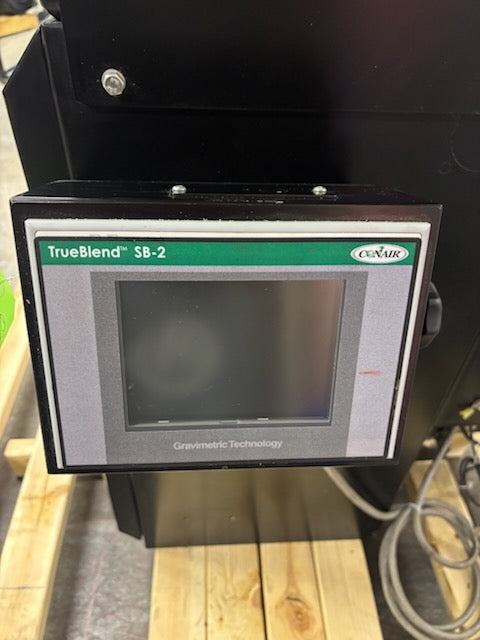 TrueBlend™ SB-2
CONAIR
Gravimetric Technology